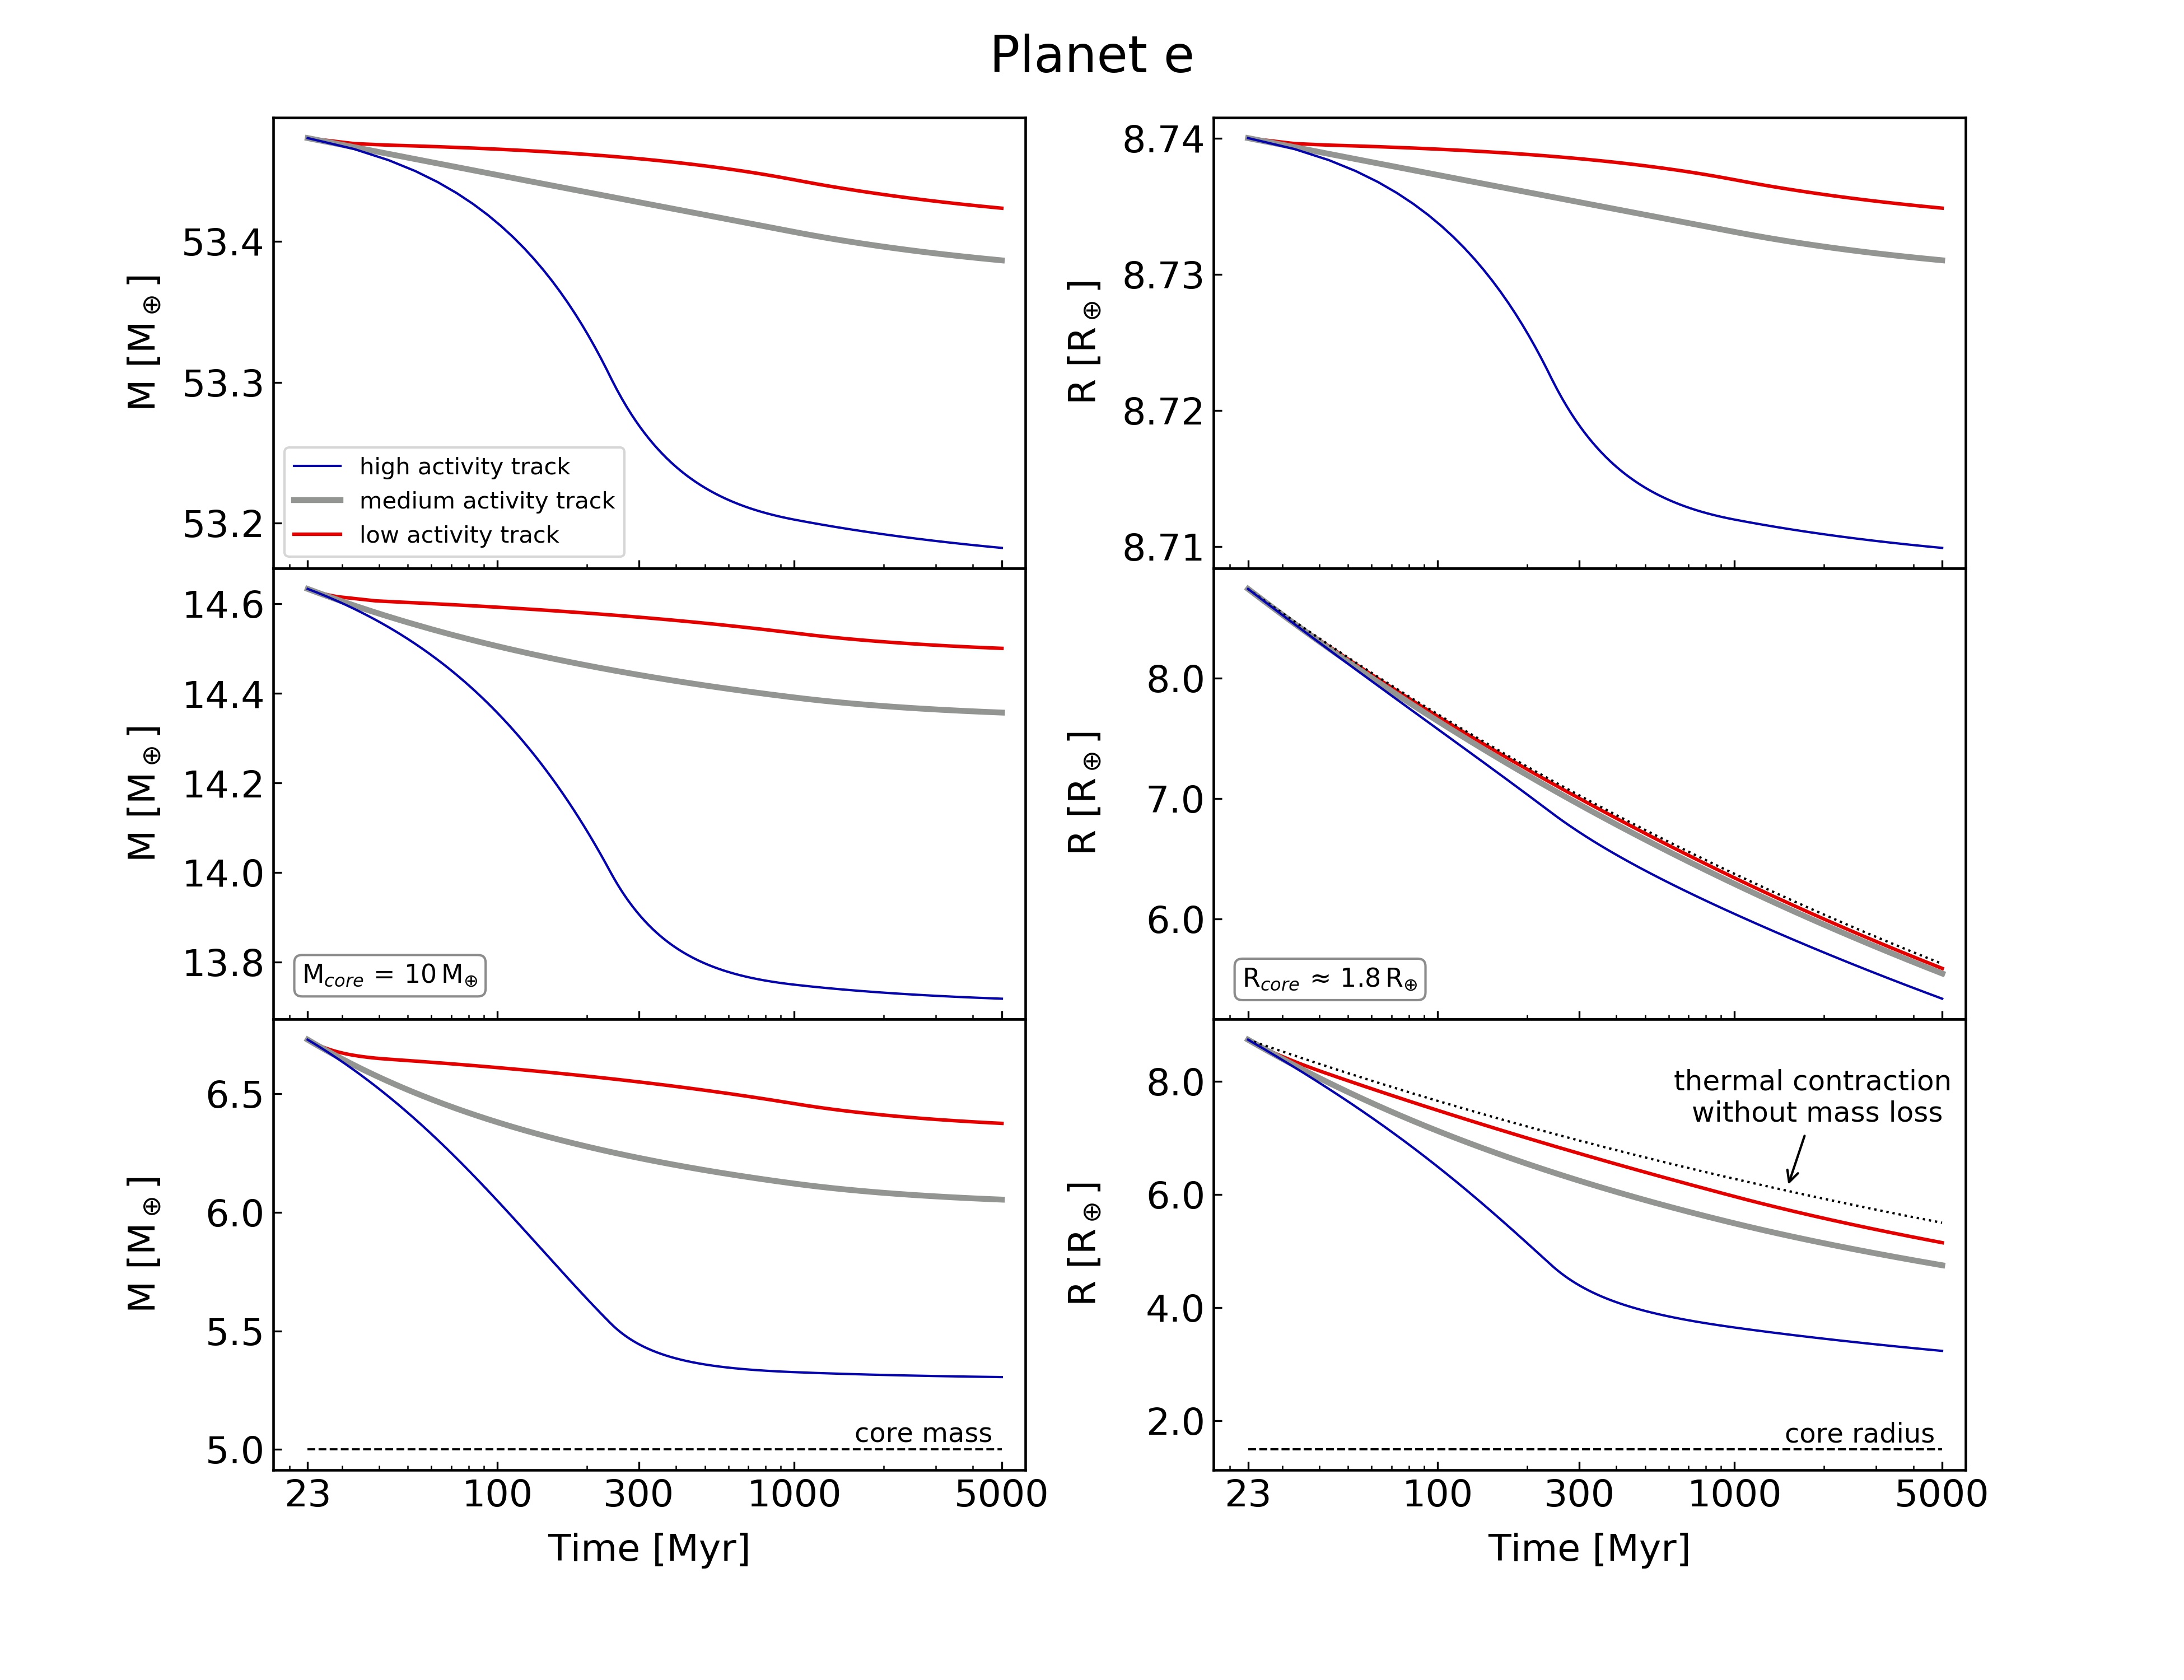 Planet e
M [M⊕]
53.4
53.3
53.2
high activity track
medium activity track
low activity track
R [R⊕]
8.74
8.73
8.72
8.71
M [M⊕]
14.6
14.4
14.2
14.0
13.8
Mcore = 10 M⊕
R [R⊕]
8.0
7.0
6.0
Rcore ≈ 1.8 R⊕
M [M⊕]
6.5
6.0
5.5
5.0
core mass
23 100 300 1000 5000
Time [Myr]
R [R⊕]
8.0
6.0
4.0
2.0
thermal contraction
without mass loss
core radius
23 100 300 1000 5000
Time [Myr]